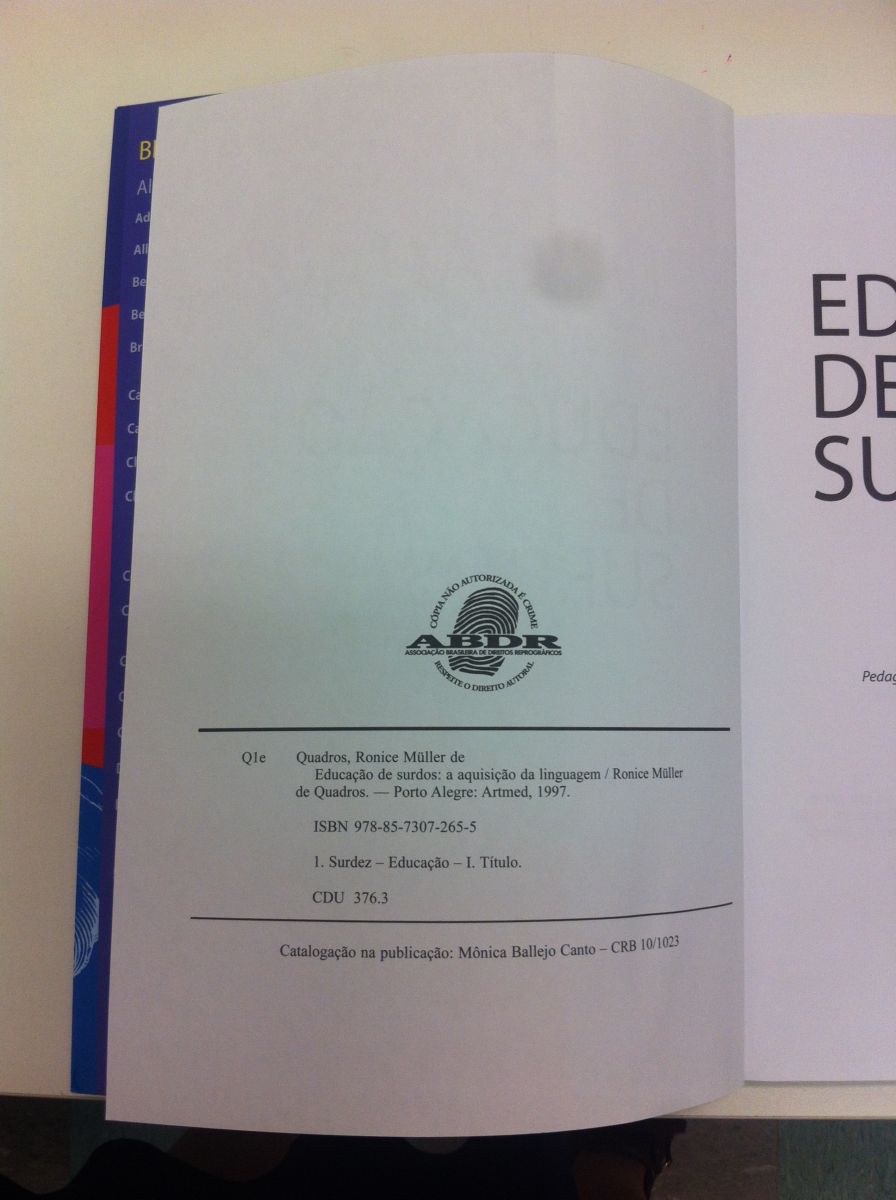 CÓPIA NÃO AUTORIZADA É CRIME
ABDR
ASSOCIAÇÃO BRASILEIRA DE DIREITOS REPROGRÁFICOS
RESPEITE O DIREITO AUTORAL
Q1e Quadros, Ronice Müller de
Educação de surdos: a aquisição da linguagem / Ronice Müller
de Quadros. — Porto Alegre: Artmed, 1997.
ISBN 978-85-7307-265-5
1. Surdez – Educação – I. Título.
CDU 376.3
Catalogação na publicação: Mônica Ballejo Canto – CRB 10/1023
ED
DE
SU
Pedag